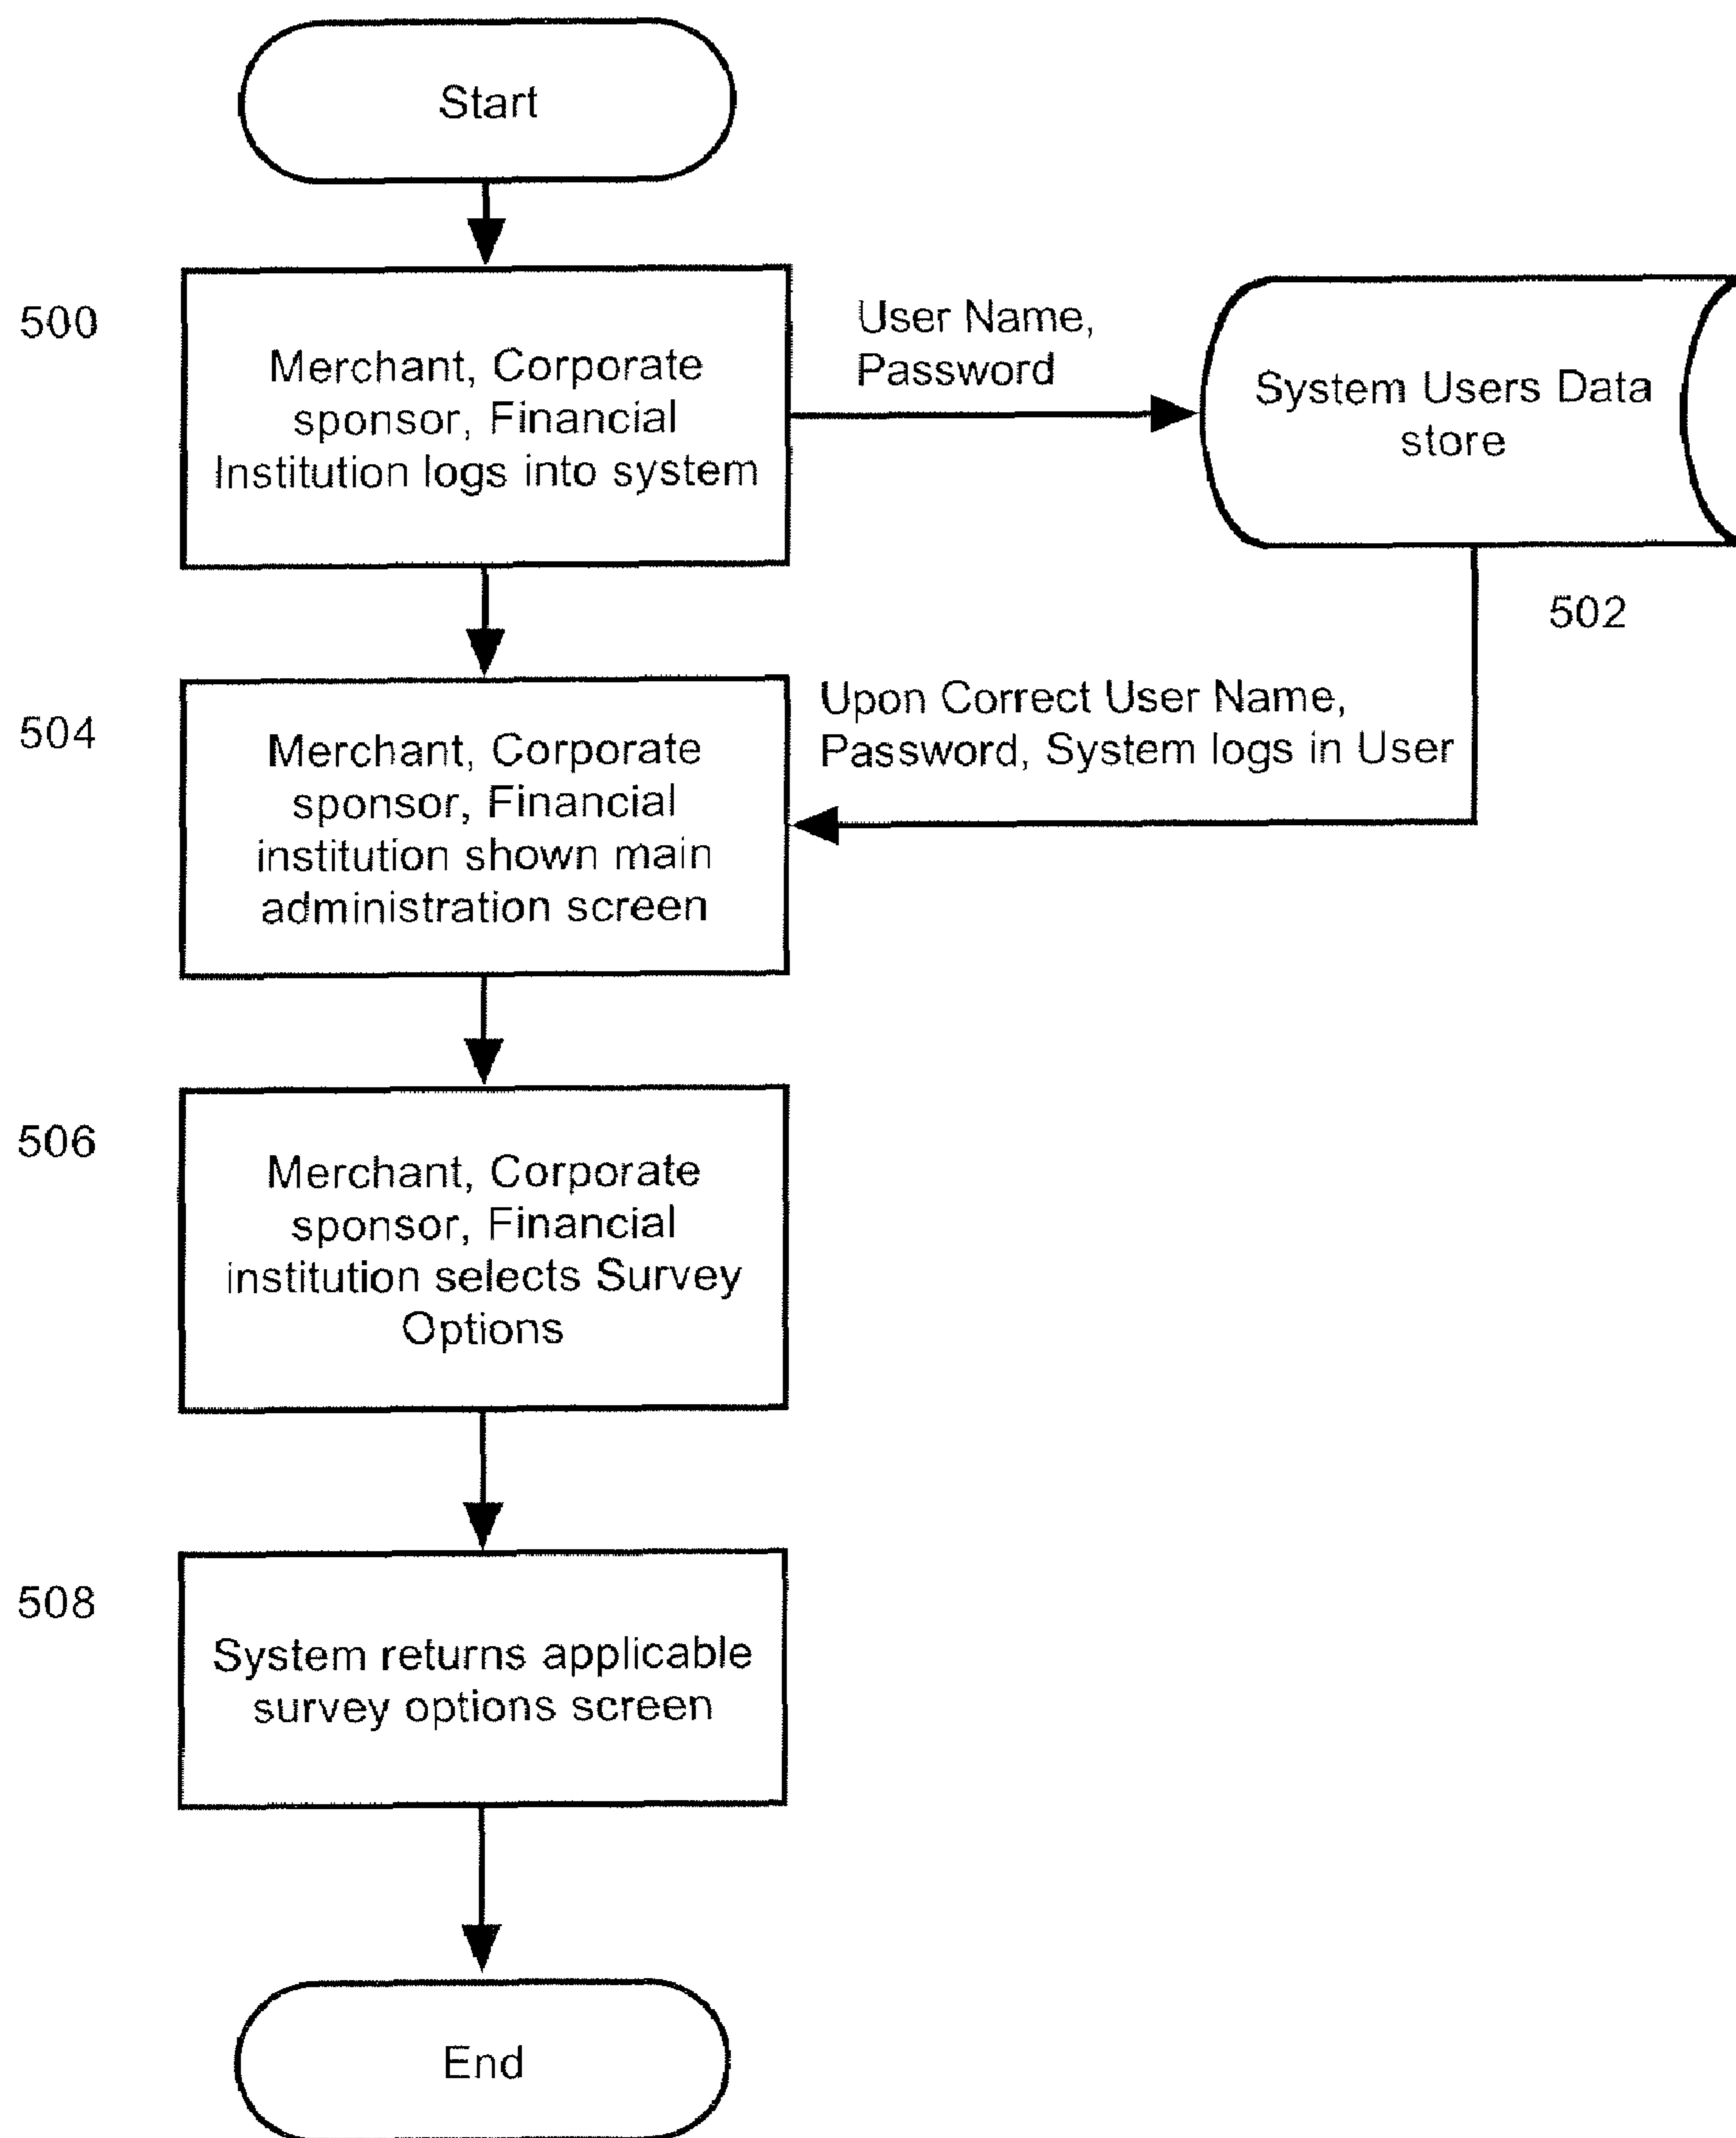 Start
500
Merchant, Corporate
sponsor, Financial
Institution logs into system
User Name,
Password
System Users Data
store
502
504
Merchant, Corporate
sponsor, Financial
institution shown main
administration screen
Upon Correct User Name,
Password, System logs in User
506
Merchant, Corporate
sponsor, Financial
institution selects Survey
Options
508
System returns applicable
survey options screen
End